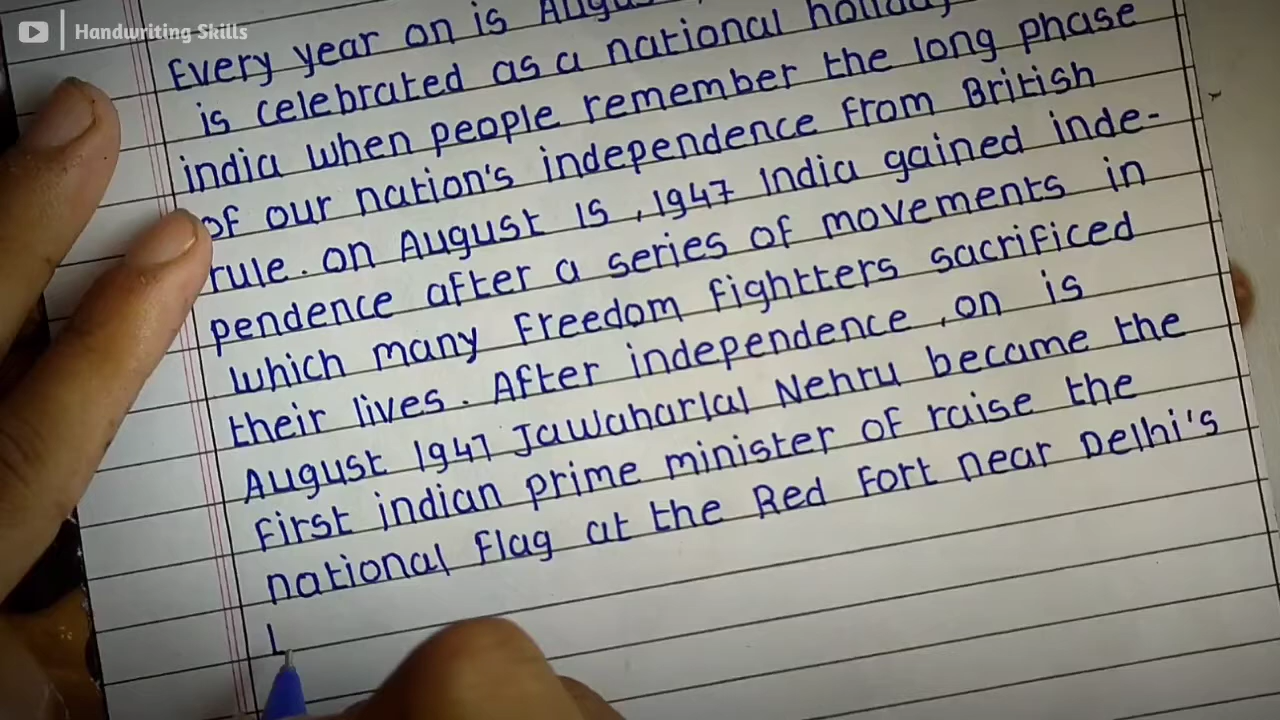 Handwriting Skills
Every year on 15 August
is celebrated as a national holiday
india when people remember the long phase
of our nation's independence from British
rule. on August 15, 1947 India gained inde-
pendence after a series of movements in
which many Freedom fightters sacrificed
their lives. After independence, on 15
August 1947 Jawaharlal Nehru became the
first indian prime minister of raise the
national flag at the Red Fort near Delhi's
L